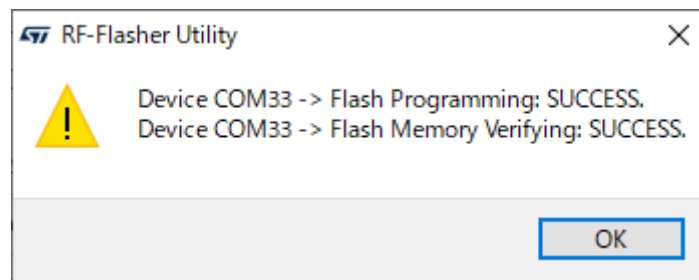 RF-Flasher Utility
Device COM33 -> Flash Programming: SUCCESS.
Device COM33 -> Flash Memory Verifying: SUCCESS.
OK